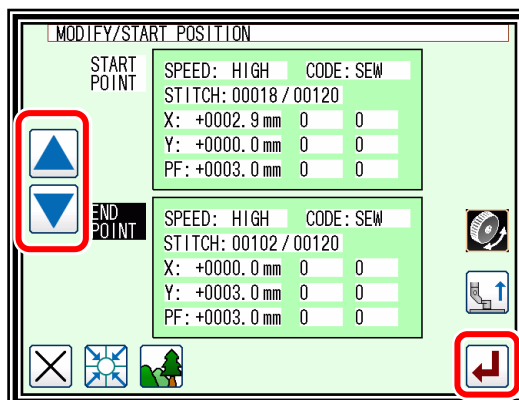 MODIFY/START POSITION
START
POINT
SPEED: HIGH CODE: SEW
STITCH: 00018 / 00120
X: +0002.9 mm 0 0
Y: +0000.0 mm 0 0
PF: +0003.0 mm 0 0
END
POINT
SPEED: HIGH CODE: SEW
STITCH: 00102 / 00120
X: +0000.0 mm 0 0
Y: +0003.0 mm 0 0
PF: +0003.0 mm 0 0